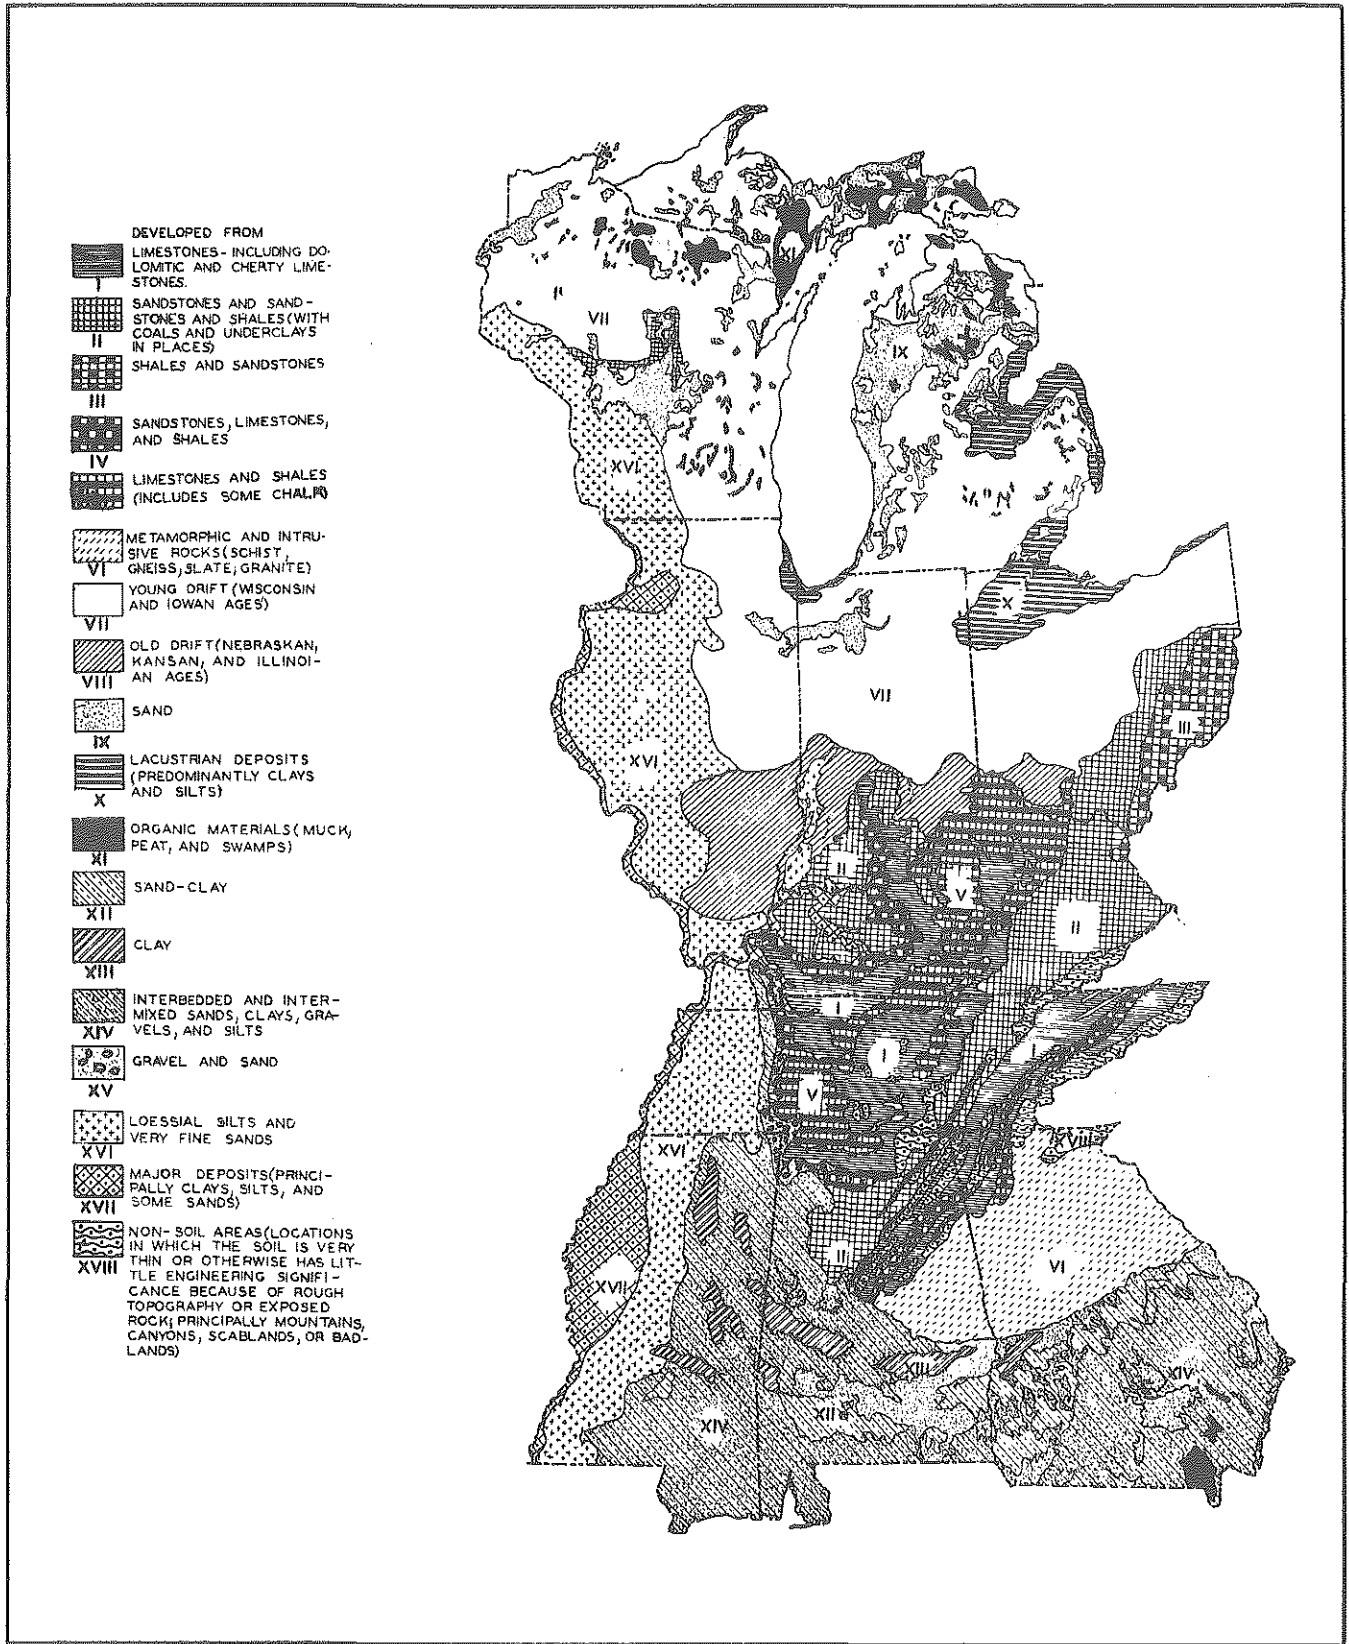 DEVELOPED FROM
LIMESTONES-INCLUDING DO-
LOMITIC AND CHERTY LIME-
STONES.
I
SANDSTONES AND SAND-
STONES AND SHALES (WITH
COALS AND UNDERCLAYS
IN PLACES)
II
SHALES AND SANDSTONES
III
SANDSTONES, LIMESTONES,
AND SHALES
IV
LIMESTONES AND SHALES
(INCLUDES SOME CHALK)
METAMORPHIC AND INTRU-
SIVE ROCKS (SCHIST,
GNEISS, SLATE, GRANITE)
VI
YOUNG DRIFT (WISCONSIN
AND IOWAN AGES)
VII
OLD DRIFT (NEBRASKAN,
KANSAN, AND ILLINOI-
AN AGES)
VIII
SAND
IX
LACUSTRIAN DEPOSITS
(PREDOMINANTLY CLAYS
AND SILTS)
X
ORGANIC MATERIALS (MUCK,
PEAT, AND SWAMPS)
XI
SAND-CLAY
XII
CLAY
XIII
INTERBEDDED AND INTER-
MIXED SANDS, CLAYS, GRA-
VELS, AND SILTS
XIV
GRAVEL AND SAND
XV
LOESSIAL SILTS AND
VERY FINE SANDS
XVI
MAJOR DEPOSITS (PRINCI-
PALLY CLAYS, SILTS, AND
SOME SANDS)
XVII
NON-SOIL AREAS (LOCATIONS
IN WHICH THE SOIL IS VERY
THIN OR OTHERWISE HAS LIT-
TLE ENGINEERING SIGNIFI-
CANCE BECAUSE OF ROUGH
TOPOGRAPHY OR EXPOSED
ROCK; PRINCIPALLY MOUNTAINS,
CANYONS, SCABLANDS, OR BAD-
LANDS)
XVIII
XI
VII
IX
XVI
X
VII
III
XVI
II
V
II
I
I
I
V
XVI
XVIII
II
VI
XVII
XIII
XIV
XII
XIV